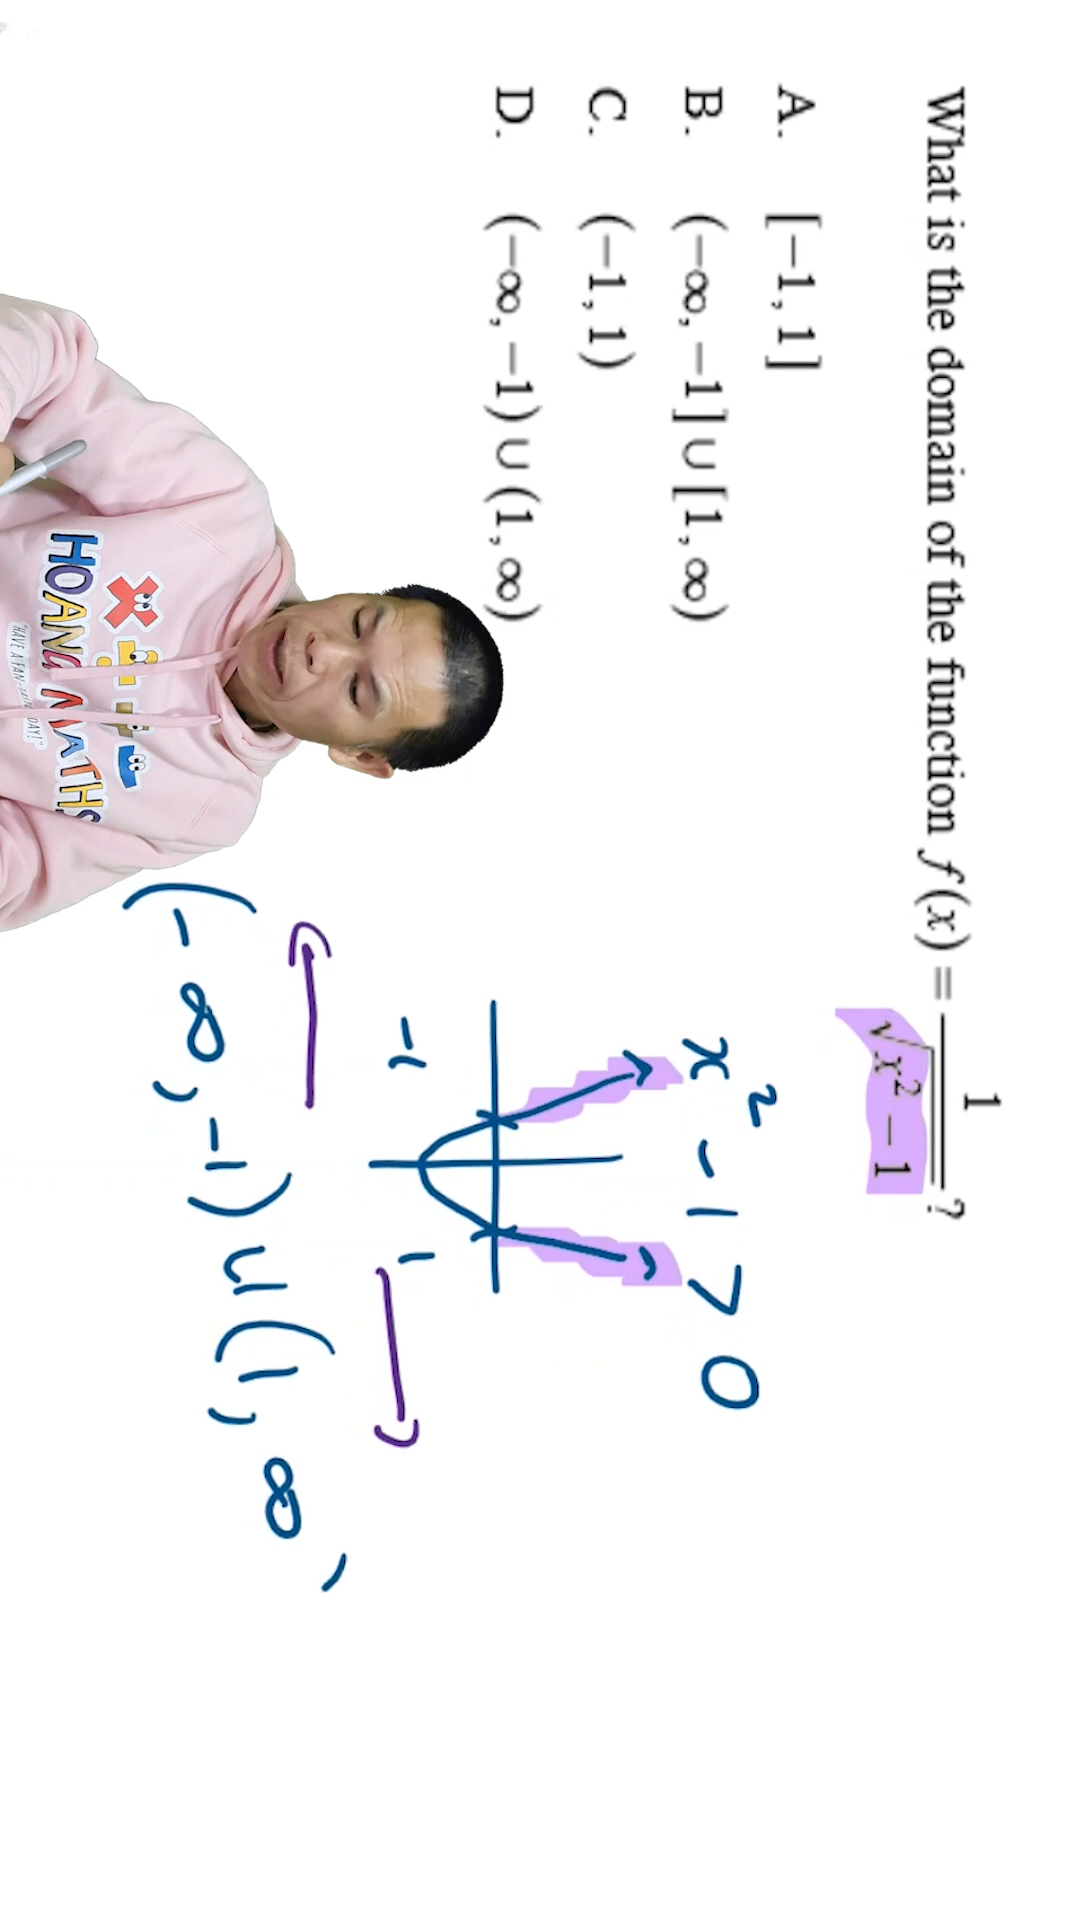 What is the domain of the function f(x) = 1/√(x² − 1)?
A. [−1, 1]
B. (−∞, −1] ∪ [1, ∞)
C. (−1, 1)
D. (−∞, −1) ∪ (1, ∞)
x² - 1 > 0
-1 1
(-∞, -1) ∪ (1, ∞
HOANG MATHS